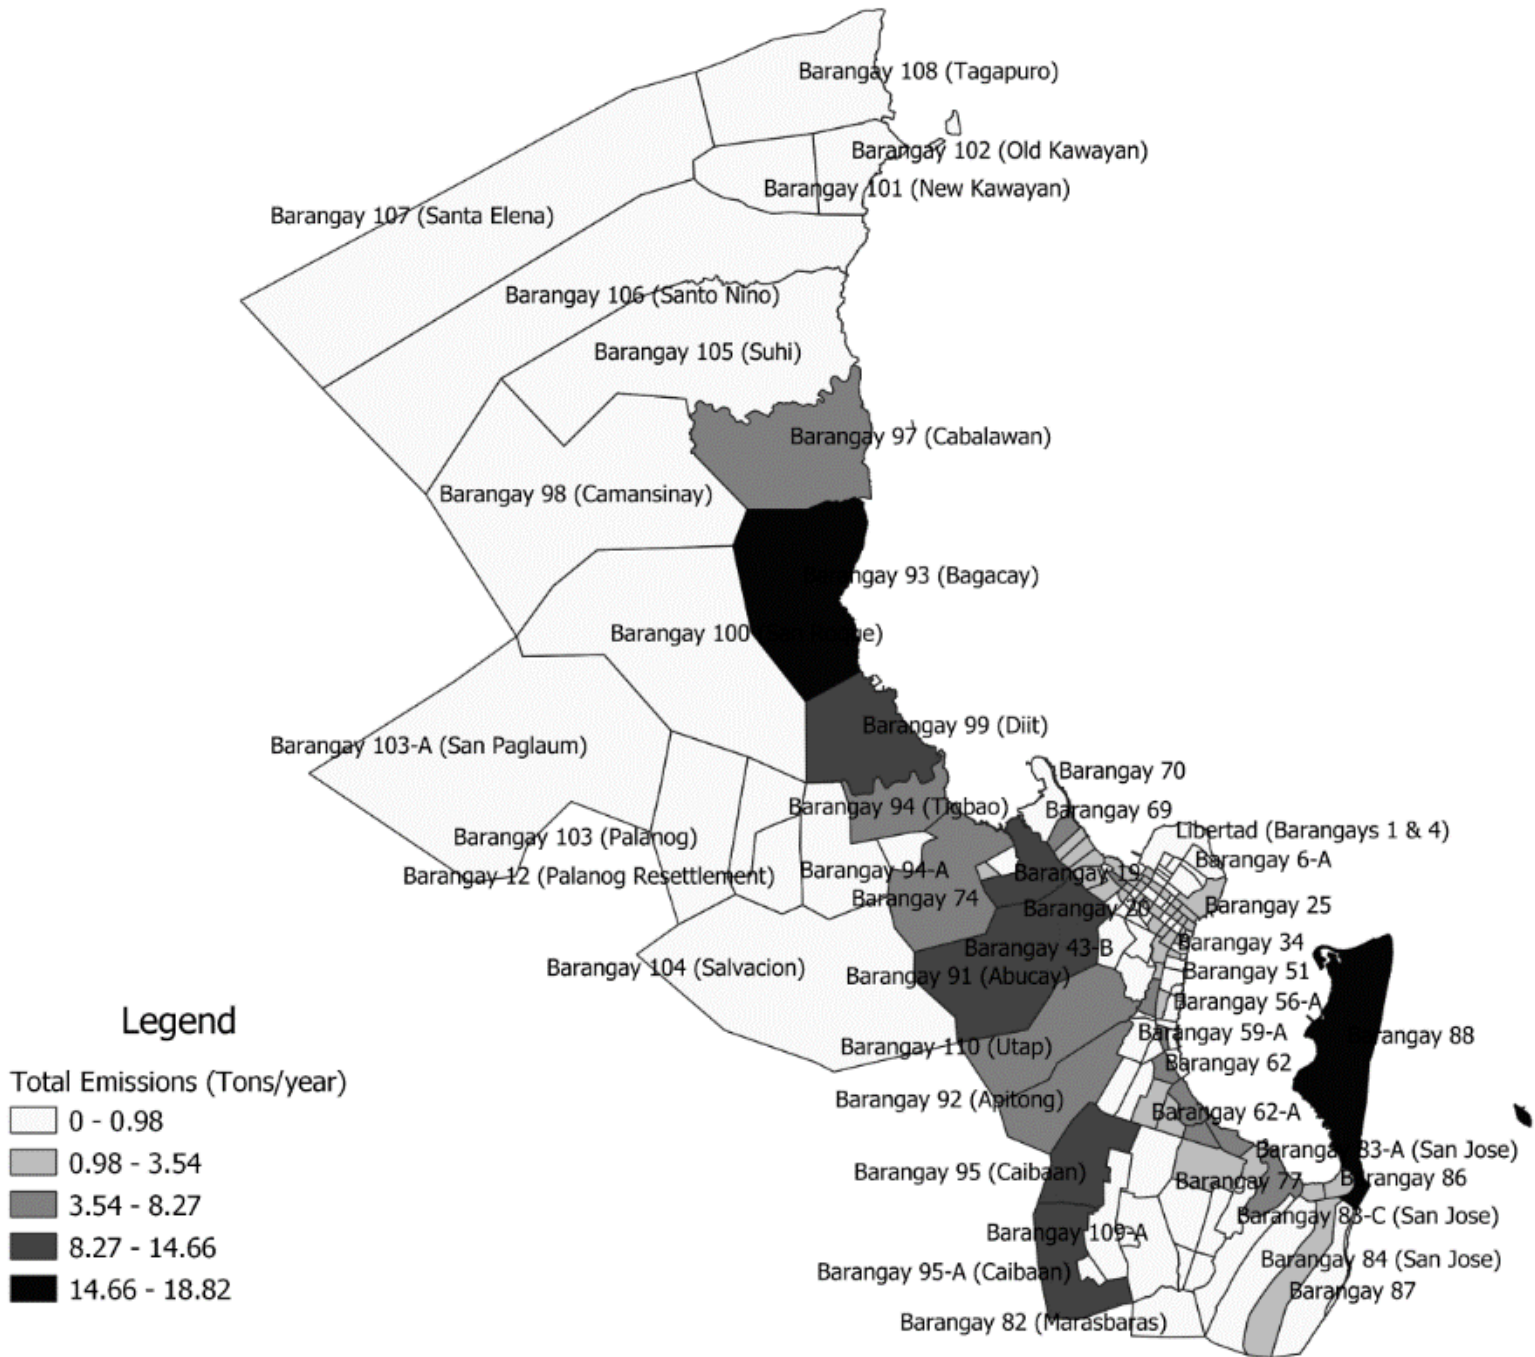 Barangay 108 (Tagapuro)
Barangay 102 (Old Kawayan)
Barangay 101 (New Kawayan)
Barangay 107 (Santa Elena)
Barangay 106 (Santo Nino)
Barangay 105 (Suhi)
Barangay 97 (Cabalawan)
Barangay 98 (Camansinay)
Barangay 93 (Bagacay)
Barangay 100 (San Roque)
Barangay 99 (Diit)
Barangay 103-A (San Paglaum)
Barangay 70
Barangay 94 (Tigbao)
Barangay 69
Libertad (Barangays 1 & 4)
Barangay 103 (Palanog)
Barangay 6-A
Barangay 12 (Palanog Resettlement)
Barangay 94-A
Barangay 19
Barangay 74
Barangay 20
Barangay 25
Barangay 43-B
Barangay 34
Barangay 104 (Salvacion)
Barangay 91 (Abucay)
Barangay 51
Barangay 56-A
Barangay 59-A
Barangay 88
Barangay 110 (Utap)
Barangay 62
Barangay 92 (Apitong)
Barangay 62-A
Barangay 83-A (San Jose)
Barangay 95 (Caibaan)
Barangay 77
Barangay 86
Barangay 83-C (San Jose)
Barangay 109-A
Barangay 84 (San Jose)
Barangay 95-A (Caibaan)
Barangay 87
Barangay 82 (Marasbaras)
Legend
Total Emissions (Tons/year)
0 - 0.98
0.98 - 3.54
3.54 - 8.27
8.27 - 14.66
14.66 - 18.82